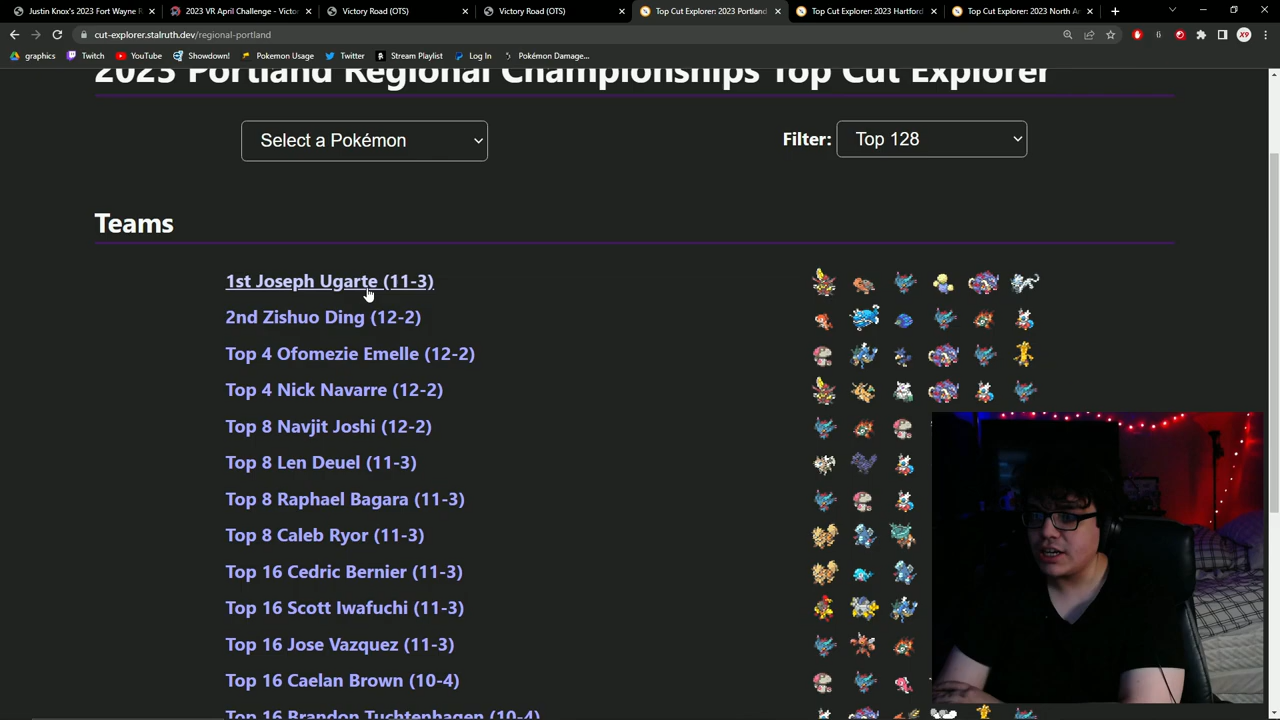 Justin Knox's 2023 Fort Wayne R
2023 VR April Challenge - Victor
Victory Road (OTS)
Victory Road (OTS)
Top Cut Explorer: 2023 Portland
Top Cut Explorer: 2023 Hartford
Top Cut Explorer: 2023 North A
cut-explorer.stalruth.dev/regional-portland
graphics
Twitch
YouTube
Showdown!
Pokemon Usage
Twitter
Stream Playlist
Log In
Pokémon Damage...
2023 Portland Regional Championships Top Cut Explorer
Select a Pokémon
Filter:
Top 128
Teams
1st Joseph Ugarte (11-3)
2nd Zishuo Ding (12-2)
Top 4 Ofomezie Emelle (12-2)
Top 4 Nick Navarre (12-2)
Top 8 Navjit Joshi (12-2)
Top 8 Len Deuel (11-3)
Top 8 Raphael Bagara (11-3)
Top 8 Caleb Ryor (11-3)
Top 16 Cedric Bernier (11-3)
Top 16 Scott Iwafuchi (11-3)
Top 16 Jose Vazquez (11-3)
Top 16 Caelan Brown (10-4)
Top 16 Brandon Tuchtenhagen (10-4)